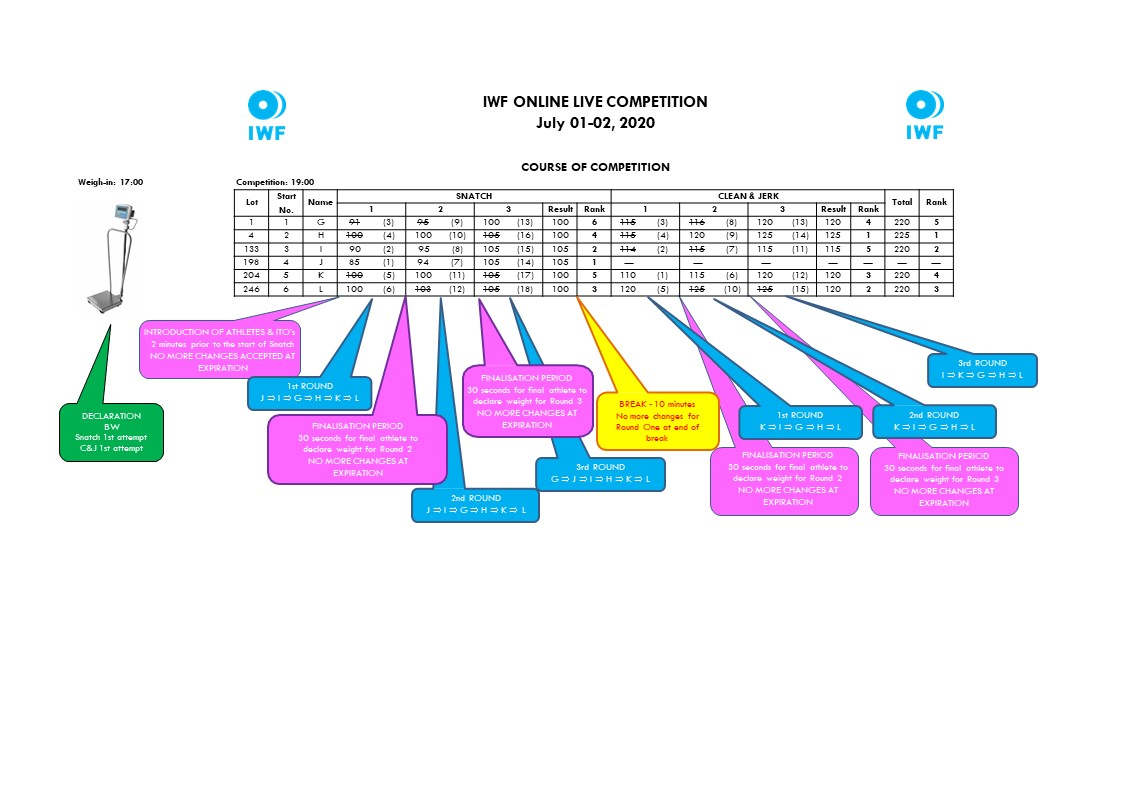 IWF ONLINE LIVE COMPETITION
July 01-02, 2020
IWF
IWF
COURSE OF COMPETITION
Weigh-in: 17:00
Competition: 19:00
Lot Start No. Name SNATCH CLEAN & JERK Total Rank
1 2 3 Result Rank 1 2 3 Result Rank
1 1 G 91 (3) 95 (9) 100 (13) 100 6 115 (3) 116 (8) 120 (13) 120 4 220 5
4 2 H 100 (4) 100 (10) 105 (16) 100 4 115 (4) 120 (9) 125 (14) 125 1 225 1
133 3 I 90 (2) 95 (8) 105 (15) 105 2 114 (2) 115 (7) 115 (11) 115 5 220 2
198 4 J 85 (1) 94 (7) 105 (14) 105 1 — — — — — — —
204 5 K 100 (5) 100 (11) 105 (17) 100 5 110 (1) 115 (6) 120 (12) 120 3 220 4
246 6 L 100 (6) 103 (12) 105 (18) 100 3 120 (5) 125 (10) 125 (15) 120 2 220 3
INTRODUCTION OF ATHLETES & ITO's
2 minutes prior to the start of Snatch
NO MORE CHANGES ACCEPTED AT
EXPIRATION
DECLARATION
BW
Snatch 1st attempt
C&J 1st attempt
1st ROUND
J ⇒ I ⇒ G ⇒ H ⇒ K ⇒ L
FINALISATION PERIOD
30 seconds for final athlete to
declare weight for Round 2
NO MORE CHANGES AT
EXPIRATION
2nd ROUND
J ⇒ I ⇒ G ⇒ H ⇒ K ⇒ L
FINALISATION PERIOD
30 seconds for final athlete to
declare weight for Round 3
NO MORE CHANGES AT
EXPIRATION
3rd ROUND
G ⇒ J ⇒ I ⇒ H ⇒ K ⇒ L
BREAK - 10 minutes
No more changes for
Round One at end of
break
1st ROUND
K ⇒ I ⇒ G ⇒ H ⇒ L
FINALISATION PERIOD
30 seconds for final athlete to
declare weight for Round 2
NO MORE CHANGES AT
EXPIRATION
2nd ROUND
K ⇒ I ⇒ G ⇒ H ⇒ L
FINALISATION PERIOD
30 seconds for final athlete to
declare weight for Round 3
NO MORE CHANGES AT
EXPIRATION
3rd ROUND
I ⇒ K ⇒ G ⇒ H ⇒ L